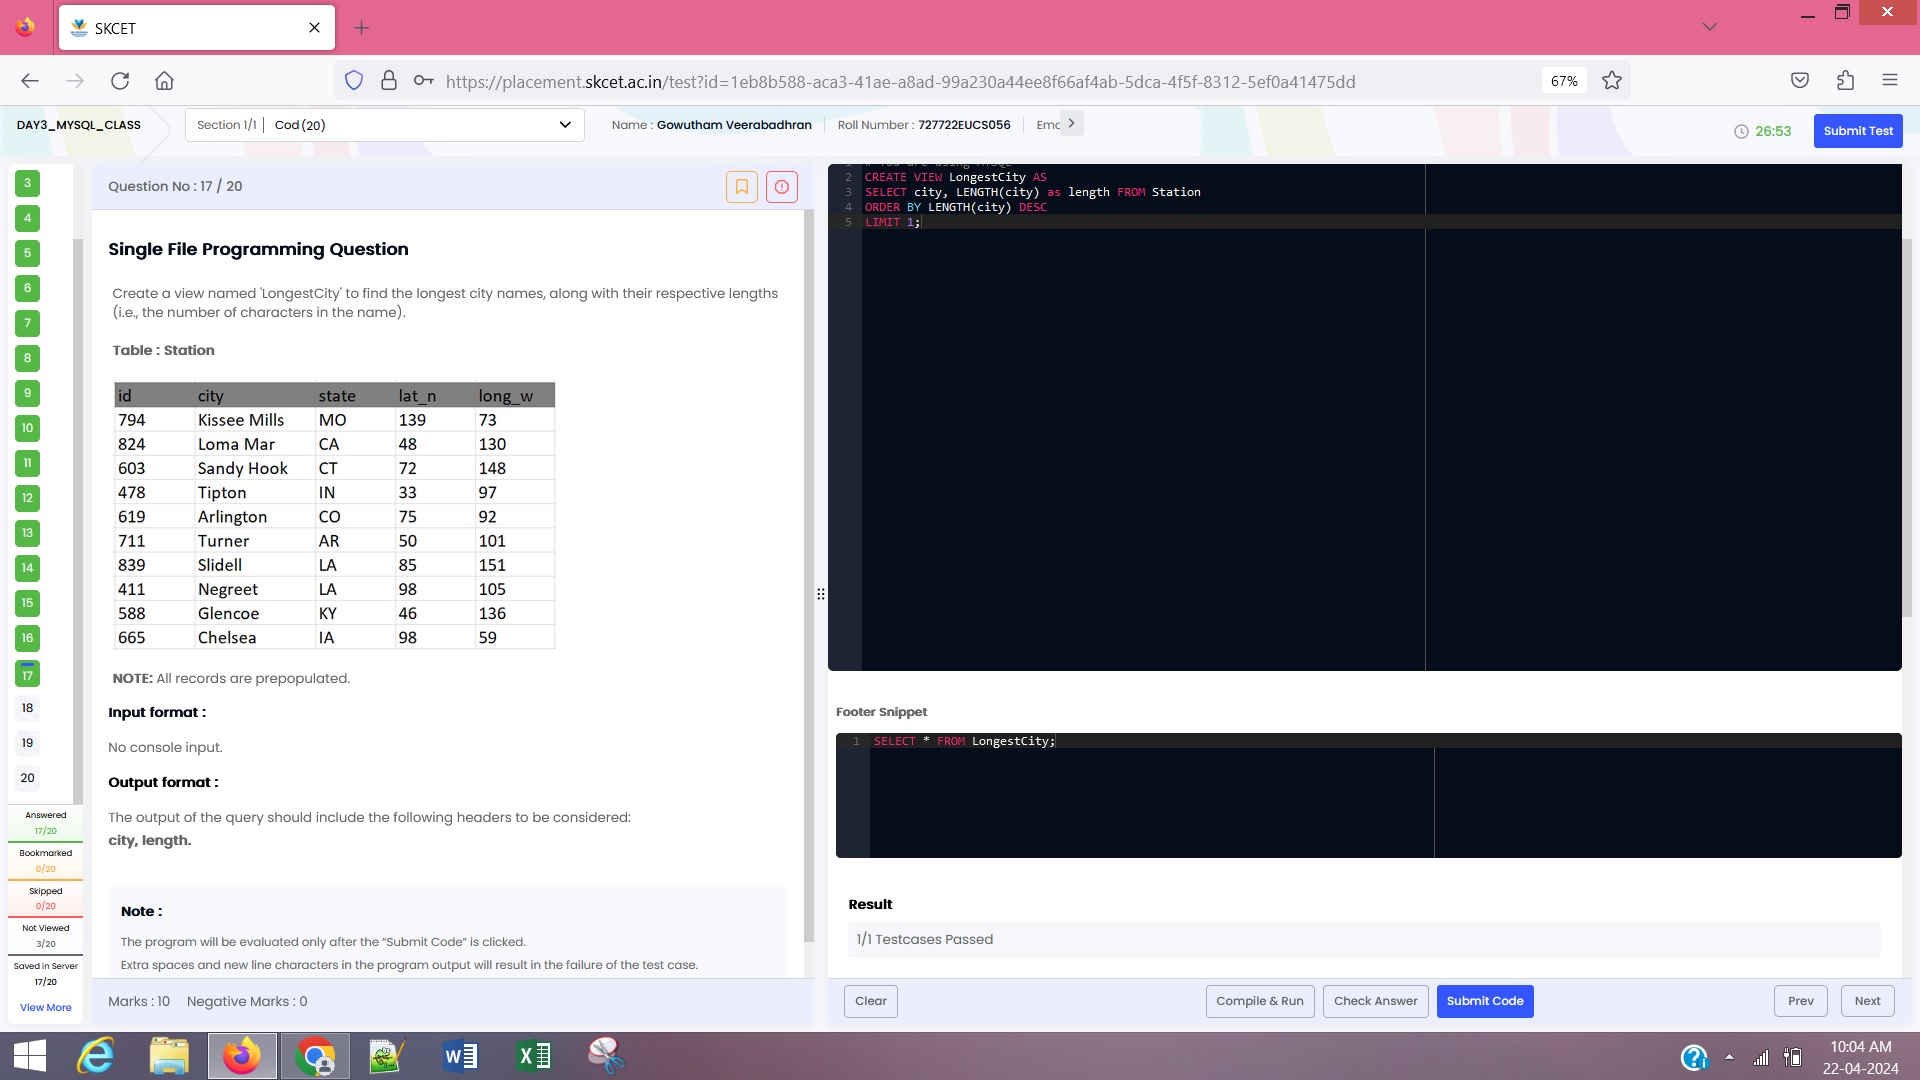 SKCET
https://placement.skcet.ac.in/test?id=1eb8b588-aca3-41ae-a8ad-99a230a44ee8f66af4ab-5dca-4f5f-8312-5ef0a41475dd
67%
DAY3_MYSQL_CLASS
Section 1/1 | Cod (20)
Name : Gowutham Veerabadhran
Roll Number : 727722EUCS056
Emc
26:53
Submit Test
3
4
5
6
7
8
9
10
11
12
13
14
15
16
17
18
19
20
Answered
17/20
Bookmarked
0/20
Skipped
0/20
Not Viewed
3/20
Saved in Server
17/20
View More
Question No : 17 / 20
Single File Programming Question
Create a view named 'LongestCity' to find the longest city names, along with their respective lengths
(i.e., the number of characters in the name).
Table : Station
id city state lat_n long_w
794 Kissee Mills MO 139 73
824 Loma Mar CA 48 130
603 Sandy Hook CT 72 148
478 Tipton IN 33 97
619 Arlington CO 75 92
711 Turner AR 50 101
839 Slidell LA 85 151
411 Negreet LA 98 105
588 Glencoe KY 46 136
665 Chelsea IA 98 59
NOTE: All records are prepopulated.
Input format :
No console input.
Output format :
The output of the query should include the following headers to be considered:
city, length.
Note :
The program will be evaluated only after the "Submit Code" is clicked.
Extra spaces and new line characters in the program output will result in the failure of the test case.
Marks : 10 Negative Marks : 0
1 # You are using MYSQL
2 CREATE VIEW LongestCity AS
3 SELECT city, LENGTH(city) as length FROM Station
4 ORDER BY LENGTH(city) DESC
5 LIMIT 1;
Footer Snippet
1 SELECT * FROM LongestCity;
Result
1/1 Testcases Passed
Clear
Compile & Run
Check Answer
Submit Code
Prev
Next
10:04 AM
22-04-2024